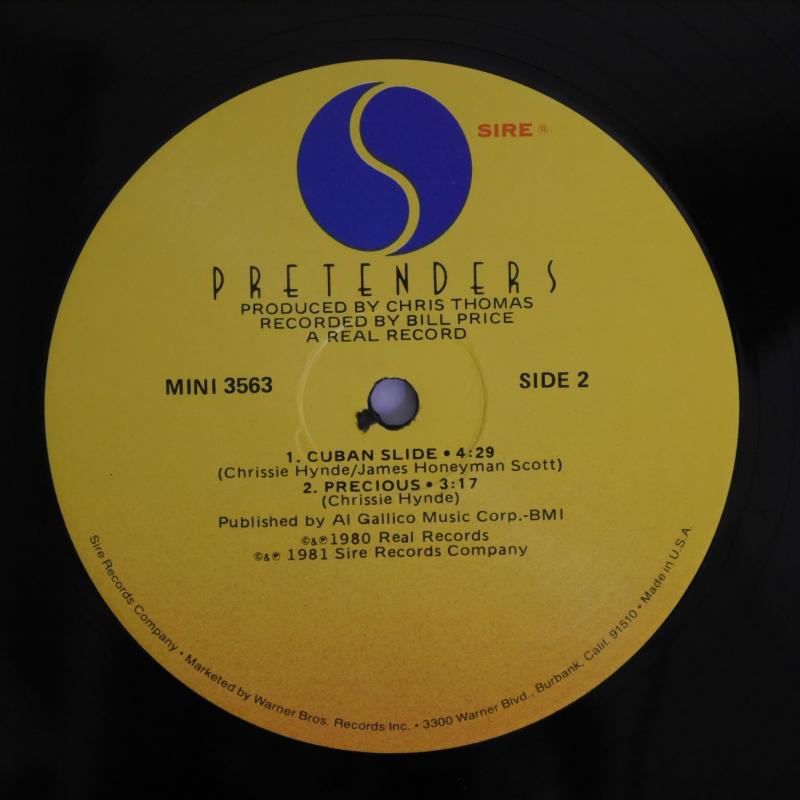 SIRE ®
PRETENDERS
PRODUCED BY CHRIS THOMAS
RECORDED BY BILL PRICE
A REAL RECORD
MINI 3563
SIDE 2
1. CUBAN SLIDE • 4:29
(Chrissie Hynde/James Honeyman Scott)
2. PRECIOUS • 3:17
(Chrissie Hynde)
Published by Al Gallico Music Corp.-BMI
©&℗1980 Real Records
©&℗ 1981 Sire Records Company
Sire Records Company • Marketed by Warner Bros. Records Inc. • 3300 Warner Blvd., Burbank, Calif. 91510 • Made in U.S.A.